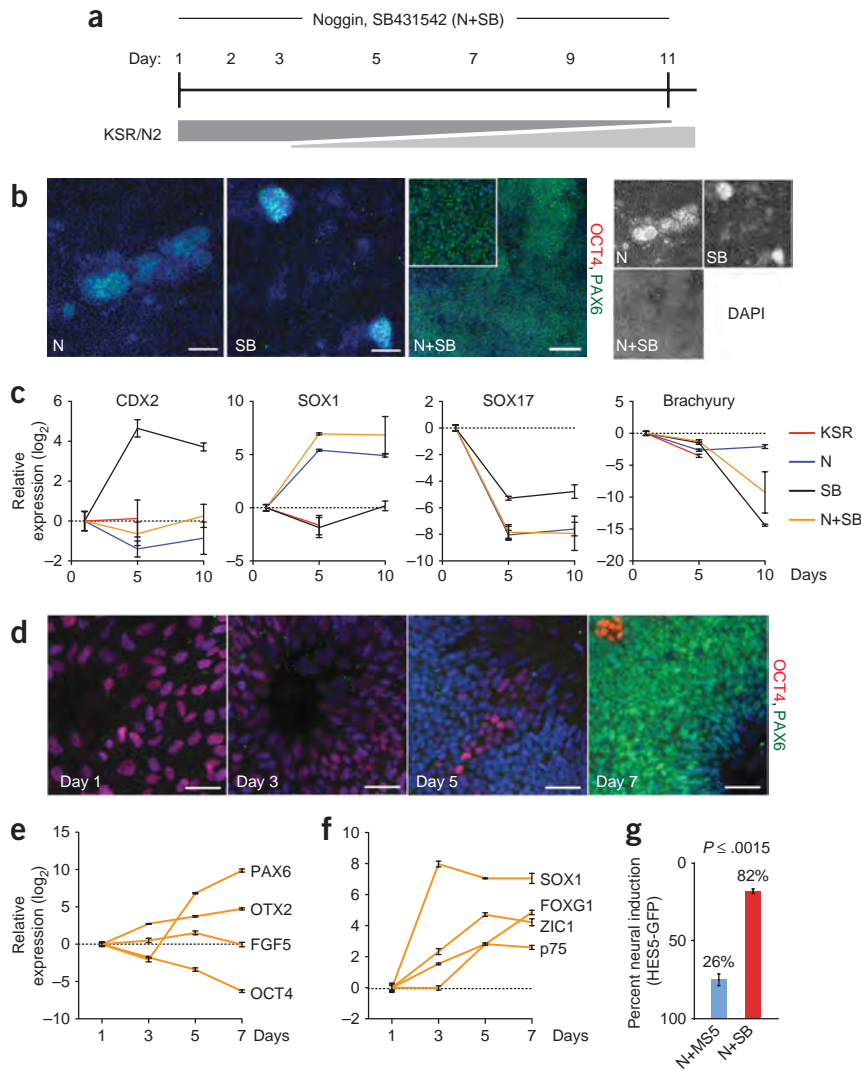 a
Noggin, SB431542 (N+SB)
Day: 1 2 3 5 7 9 11
KSR/N2
b
N
SB
N+SB
OCT4, PAX6
N
SB
N+SB
DAPI
c
CDX2
SOX1
SOX17
Brachyury
Relative expression (log2)
6
4
2
0
–2
0 5 10
10
5
0
–5
0 5 10
0
–2
–4
–6
–8
–10
0 5 10
0
–5
–10
–15
–20
0 5 10
Days
KSR
N
SB
N+SB
d
Day 1
Day 3
Day 5
Day 7
OCT4, PAX6
e
Relative expression (log2)
15
10
5
0
–5
–10
1 3 5 7 Days
PAX6
OTX2
FGF5
OCT4
f
8
6
4
2
0
–2
1 3 5 7 Days
SOX1
FOXG1
ZIC1
p75
g
P ≤ .0015
Percent neural induction
(HES5-GFP)
0
50
75
100
26%
82%
N+MS5
N+SB